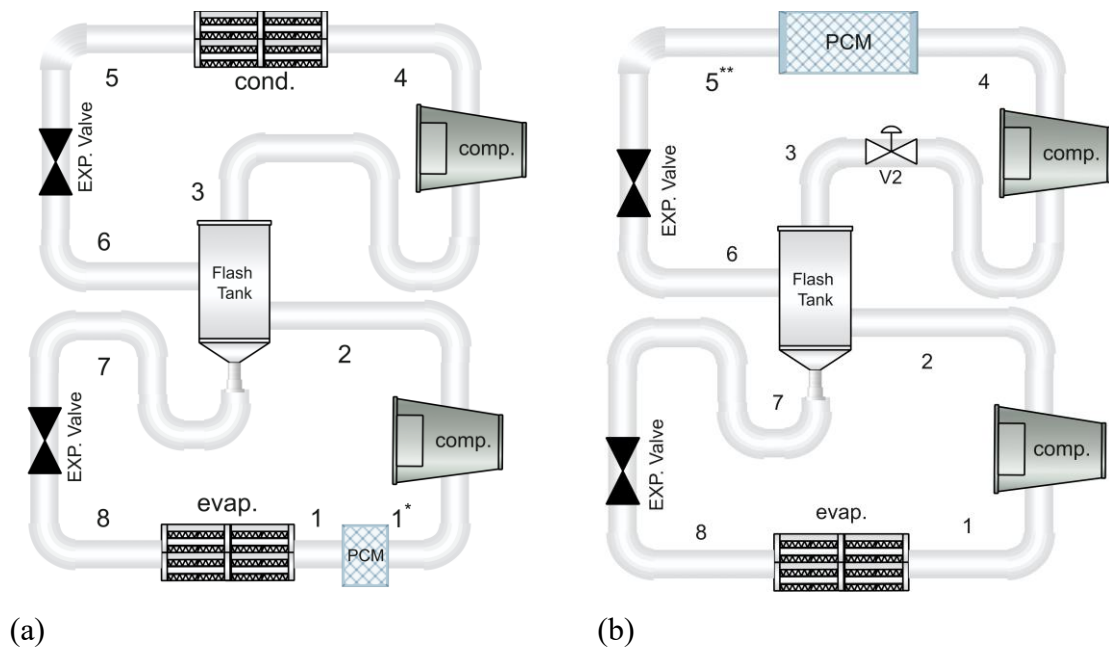 5
cond.
4
EXP. Valve
comp.
3
6
Flash
Tank
2
7
EXP. Valve
comp.
8
evap.
1
1*
PCM
(a)
PCM
5**
4
EXP. Valve
3
V2
comp.
6
Flash
Tank
2
7
EXP. Valve
comp.
8
evap.
1
(b)